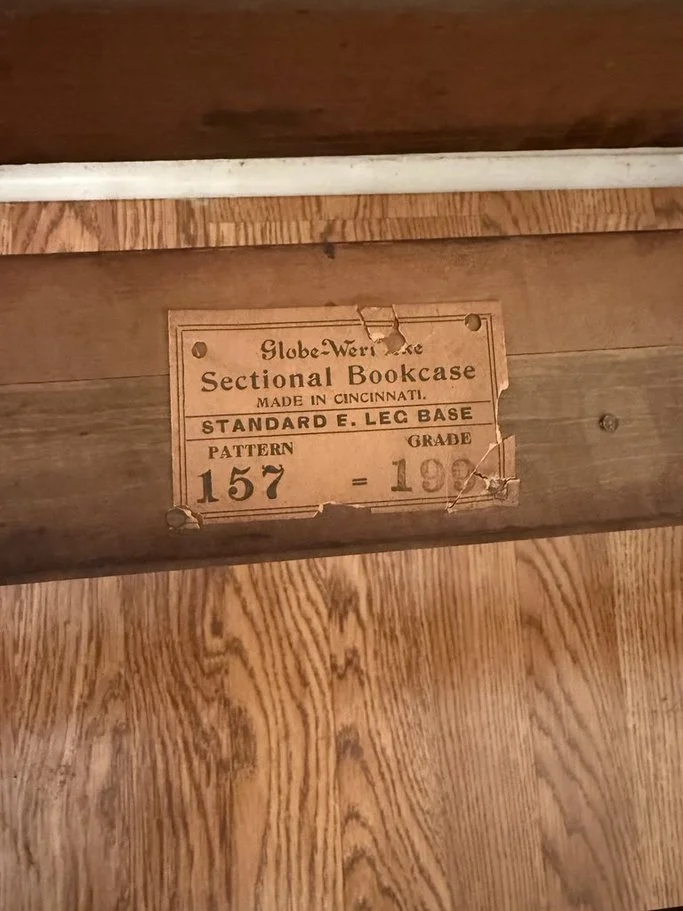 Sectional Bookcase
MADE IN CINCINNATI.
STANDARD E. LEG BASE
PATTERN GRADE
157 =